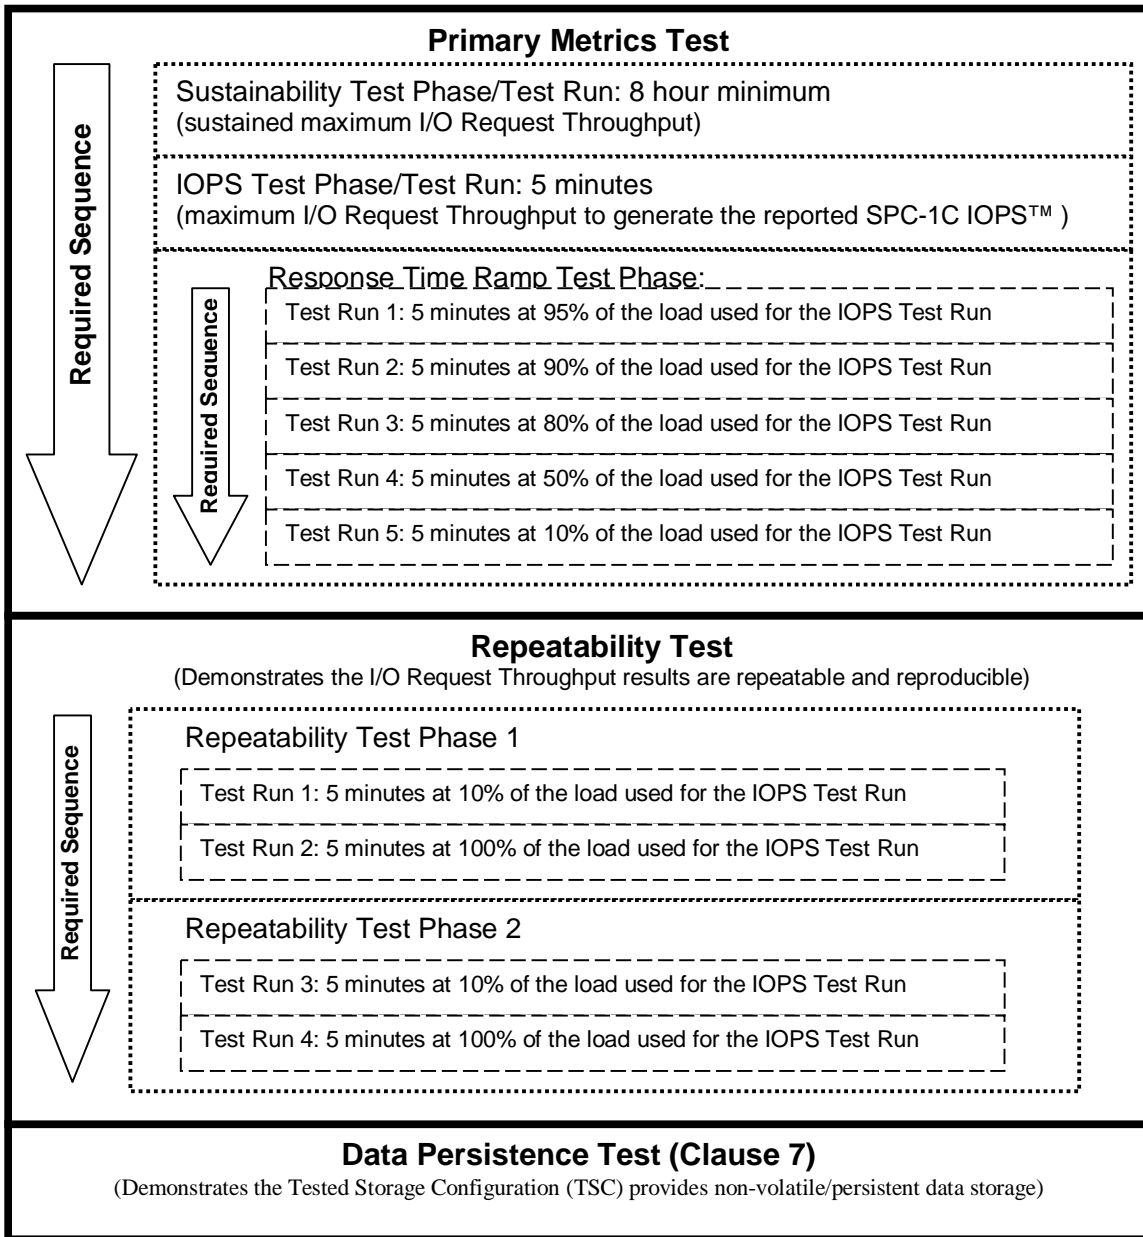 Primary Metrics Test
Required Sequence
Sustainability Test Phase/Test Run: 8 hour minimum
(sustained maximum I/O Request Throughput)
IOPS Test Phase/Test Run: 5 minutes
(maximum I/O Request Throughput to generate the reported SPC-1C IOPS™ )
Response Time Ramp Test Phase:
Required Sequence
Test Run 1: 5 minutes at 95% of the load used for the IOPS Test Run
Test Run 2: 5 minutes at 90% of the load used for the IOPS Test Run
Test Run 3: 5 minutes at 80% of the load used for the IOPS Test Run
Test Run 4: 5 minutes at 50% of the load used for the IOPS Test Run
Test Run 5: 5 minutes at 10% of the load used for the IOPS Test Run
Repeatability Test
(Demonstrates the I/O Request Throughput results are repeatable and reproducible)
Required Sequence
Repeatability Test Phase 1
Test Run 1: 5 minutes at 10% of the load used for the IOPS Test Run
Test Run 2: 5 minutes at 100% of the load used for the IOPS Test Run
Repeatability Test Phase 2
Test Run 3: 5 minutes at 10% of the load used for the IOPS Test Run
Test Run 4: 5 minutes at 100% of the load used for the IOPS Test Run
Data Persistence Test (Clause 7)
(Demonstrates the Tested Storage Configuration (TSC) provides non-volatile/persistent data storage)